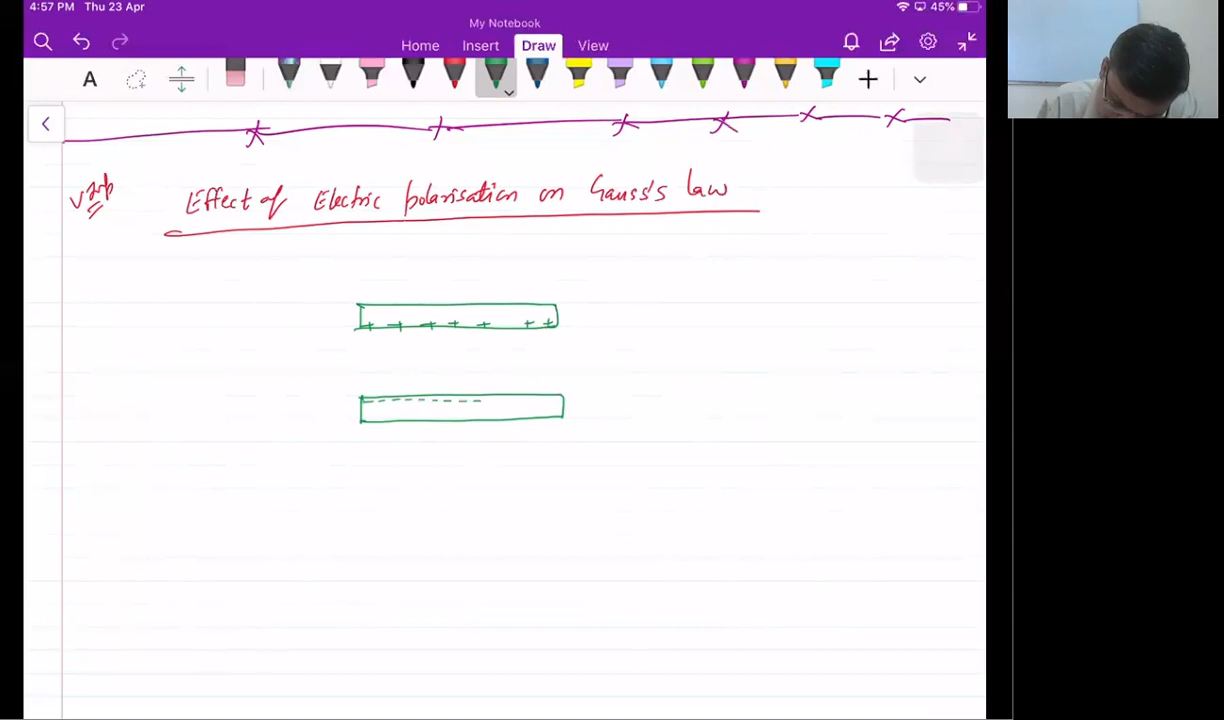 4:57 PM Thu 23 Apr
45%
My Notebook
Home Insert Draw View
A
Effect of Electric polarisation on Gauss's law
+ + + + + + +